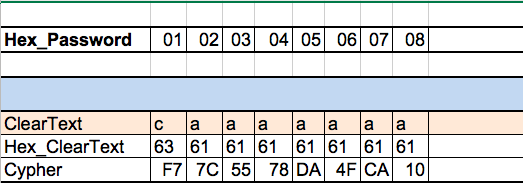 Hex_Password 01 02 03 04 05 06 07 08
ClearText c a a a a a a a
Hex_ClearText 63 61 61 61 61 61 61 61
Cypher F7 7C 55 78 DA 4F CA 10